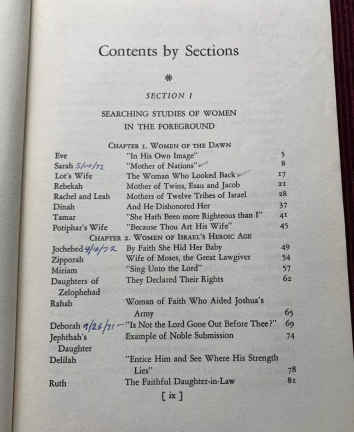 Contents by Sections
*
SECTION I
SEARCHING STUDIES OF WOMEN
IN THE FOREGROUND
CHAPTER 1. WOMEN OF THE DAWN
Eve "In His Own Image" 5
Sarah "Mother of Nations" 8
Lot's Wife The Woman Who Looked Back 17
Rebekah Mother of Twins, Esau and Jacob 21
Rachel and Leah Mothers of Twelve Tribes of Israel 28
Dinah And He Dishonored Her 37
Tamar "She Hath Been more Righteous than I" 41
Potiphar's Wife "Because Thou Art His Wife" 45
CHAPTER 2. WOMEN OF ISRAEL'S HEROIC AGE
Jochebed By Faith She Hid Her Baby 49
Zipporah Wife of Moses, the Great Lawgiver 54
Miriam "Sing Unto the Lord" 57
Daughters of They Declared Their Rights 62
Zelophehad
Rahab Woman of Faith Who Aided Joshua's
Army 65
Deborah 9/26/71 "Is Not the Lord Gone Out Before Thee?" 69
Jephthah's Example of Noble Submission 74
Daughter
Delilah "Entice Him and See Where His Strength
Lies" 78
Ruth The Faithful Daughter-in-Law 81
[ ix ]